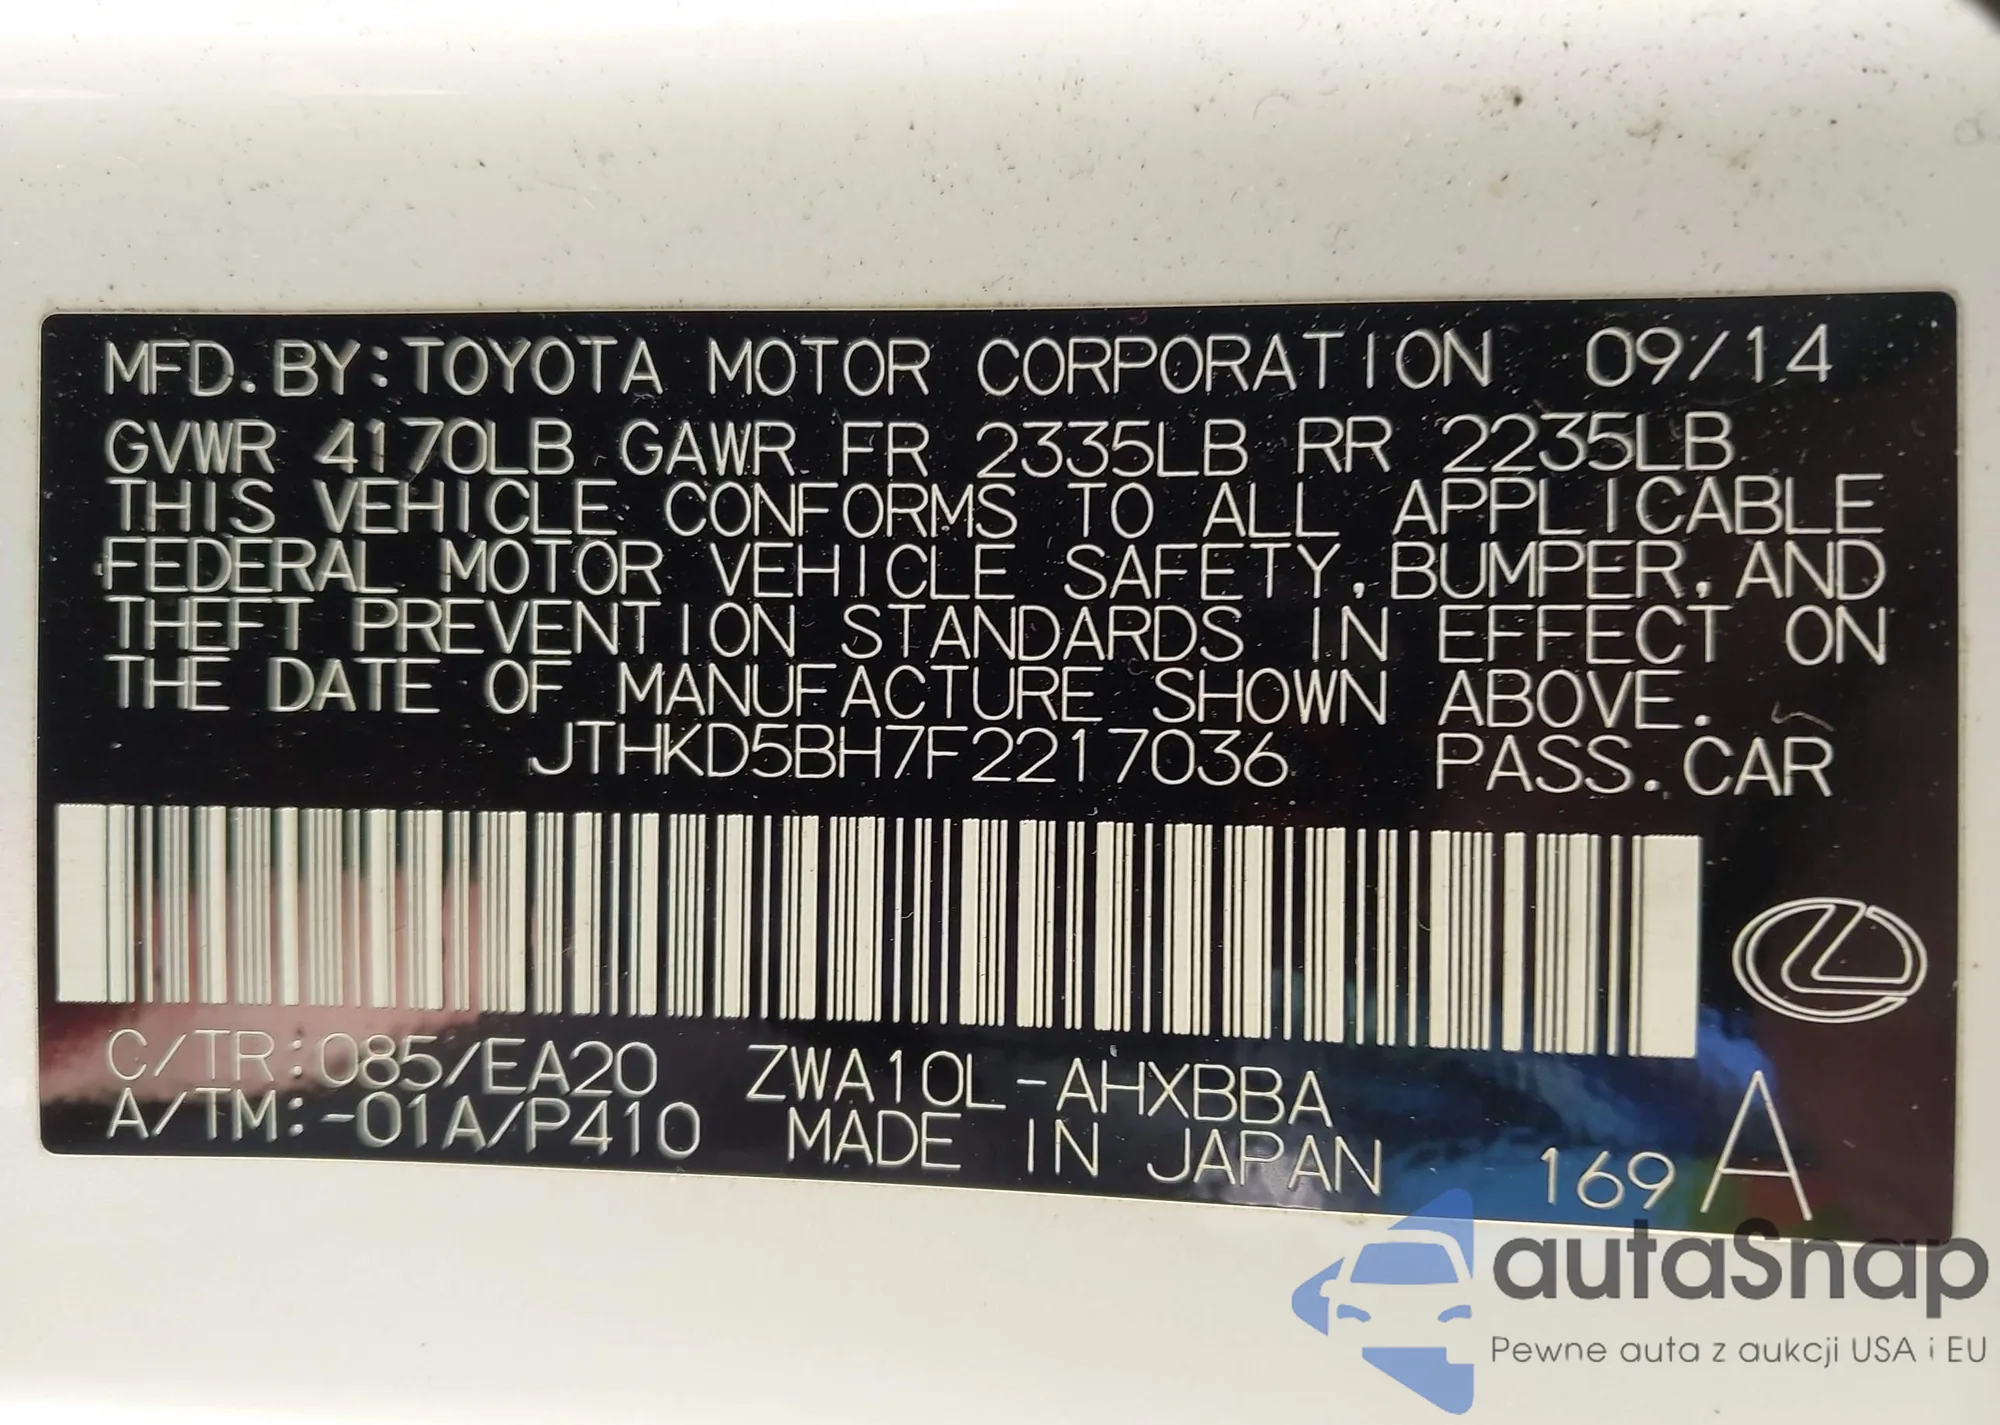 MFD. BY: TOYOTA MOTOR CORPORATION 09/14
GVWR 4170LB GAWR FR 2335LB RR 2235LB
THIS VEHICLE CONFORMS TO ALL APPLICABLE
FEDERAL MOTOR VEHICLE SAFETY, BUMPER, AND
THEFT PREVENTION STANDARDS IN EFFECT ON
THE DATE OF MANUFACTURE SHOWN ABOVE.
JTHKD5BH7F2217036 PASS. CAR
C/TR: 085/EA20 ZWA10L-AHXBBA
A/TM: -01A/P410 MADE IN JAPAN 169 A
autaSnap
Pewne auta z aukcji USA i EU